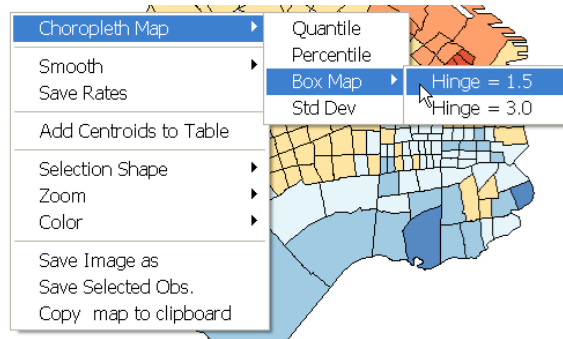 Choropleth Map
Smooth
Save Rates
Add Centroids to Table
Selection Shape
Zoom
Color
Save Image as
Save Selected Obs.
Copy map to clipboard
Quantile
Percentile
Box Map
Std Dev
Hinge = 1.5
Hinge = 3.0